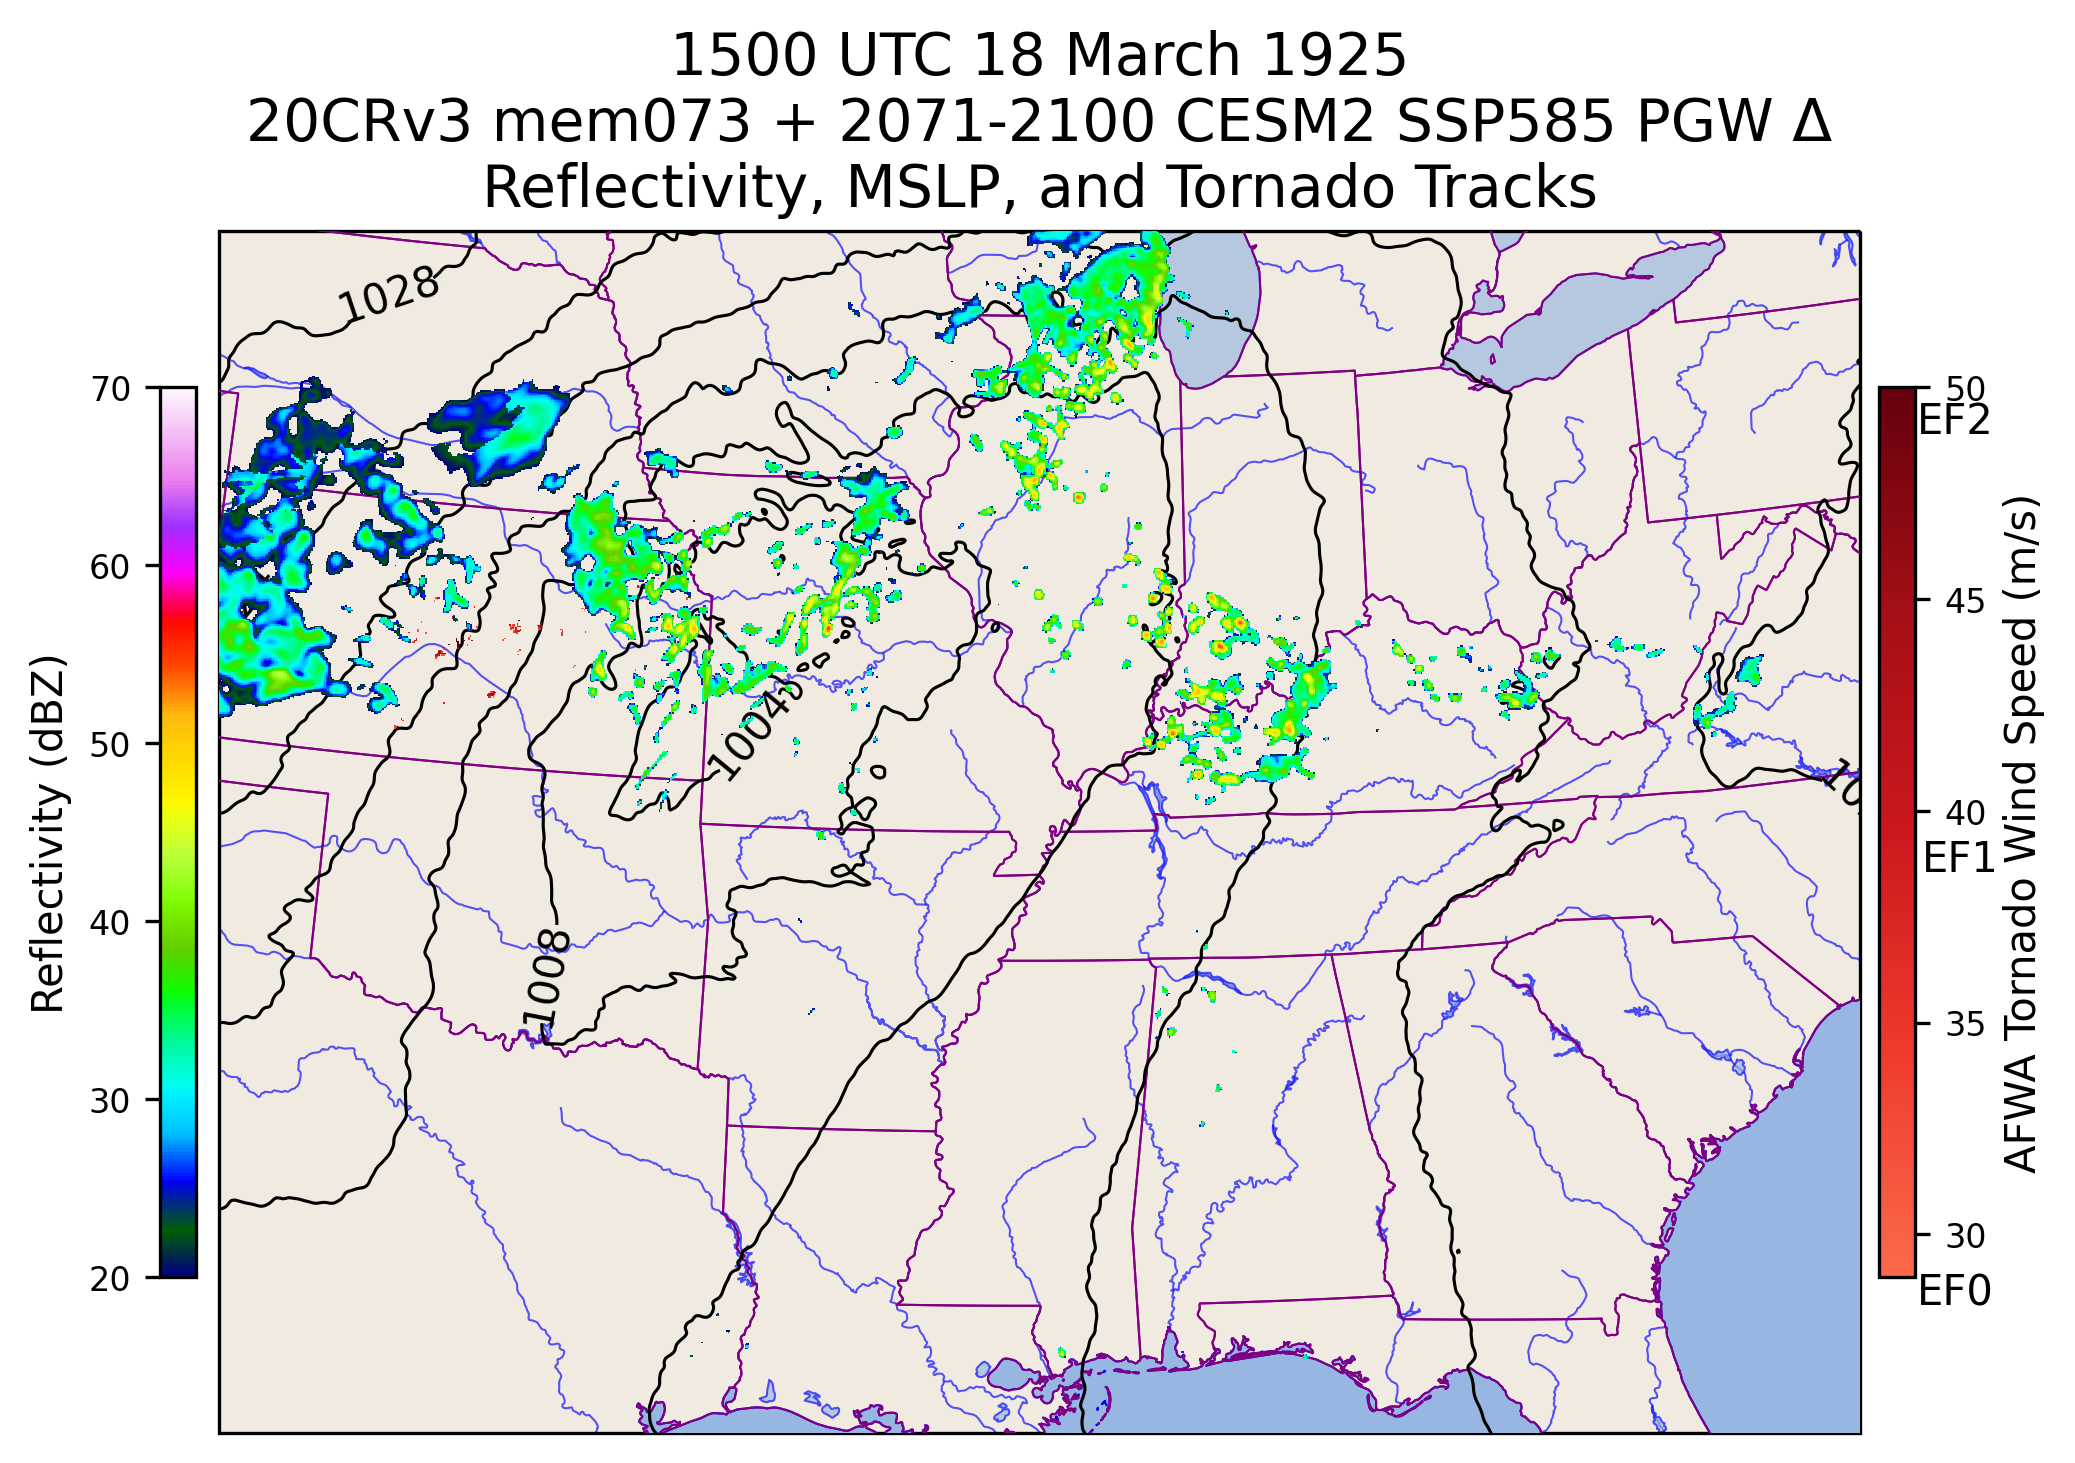 1500 UTC 18 March 1925
20CRv3 mem073 + 2071-2100 CESM2 SSP585 PGW Δ
Reflectivity, MSLP, and Tornado Tracks
1028
1004
1008
10
Reflectivity (dBZ)
70
60
50
40
30
20
50
EF2
45
40
EF1
35
30
EF0
AFWA Tornado Wind Speed (m/s)